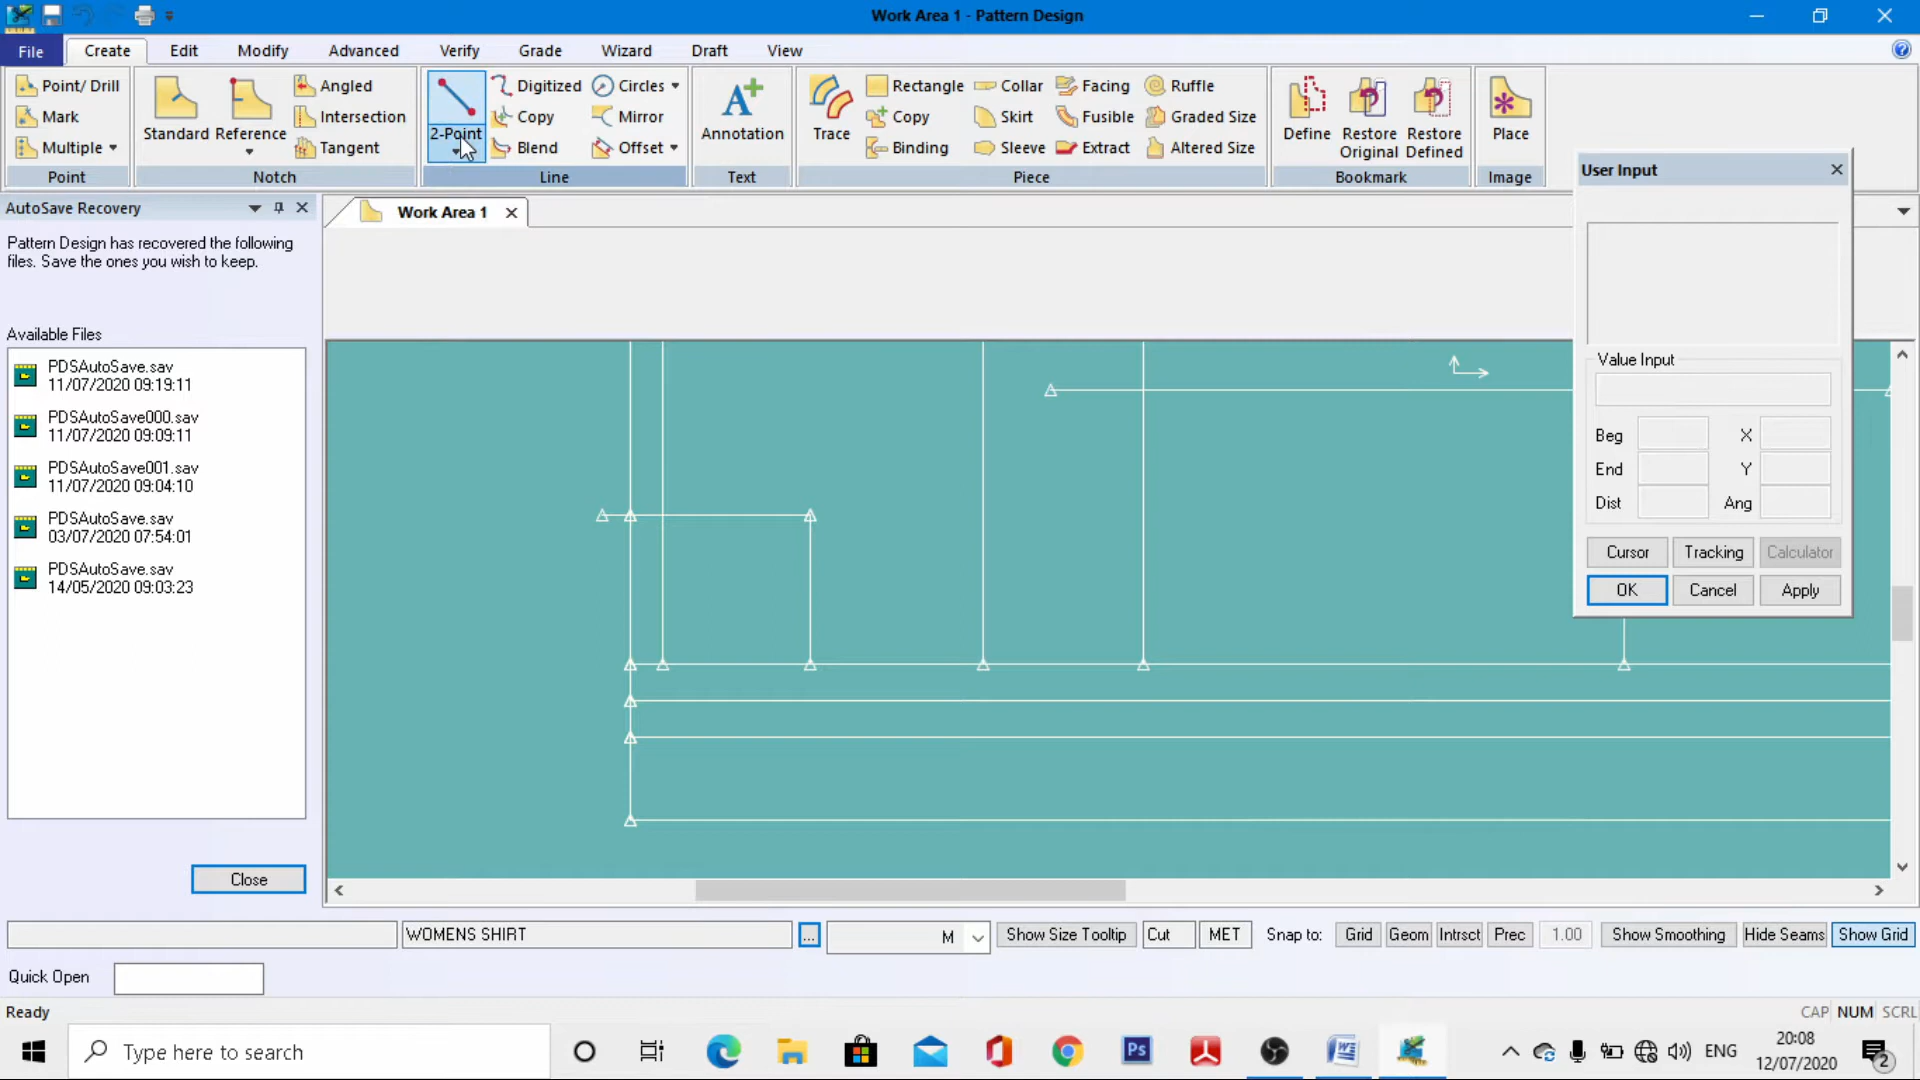 Work Area 1 - Pattern Design
File Create Edit Modify Advanced Verify Grade Wizard Draft View
Point/ Drill Angled Digitized Circles Rectangle Collar Facing Ruffle
Mark Intersection Copy Mirror Copy Skirt Fusible Graded Size
Standard Reference 2-Point Annotation Trace Define Restore Original Restore Defined Place
Multiple Tangent Blend Offset Binding Sleeve Extract Altered Size
Point Notch Line Text Piece Bookmark Image
AutoSave Recovery
Work Area 1
Pattern Design has recovered the following
files. Save the ones you wish to keep.
Available Files
PDSAutoSave.sav
11/07/2020 09:19:11
PDSAutoSave000.sav
11/07/2020 09:09:11
PDSAutoSave001.sav
11/07/2020 09:04:10
PDSAutoSave.sav
03/07/2020 07:54:01
PDSAutoSave.sav
14/05/2020 09:03:23
Close
User Input
Value Input
Beg X
End Y
Dist Ang
Cursor Tracking Calculator
OK Cancel Apply
WOMENS SHIRT ... M Show Size Tooltip Cut MET Snap to: Grid Geom Intrsct Prec 1.00 Show Smoothing Hide Seams Show Grid
Quick Open
Ready CAP NUM SCRL
Type here to search
Ps
ENG
20:08
12/07/2020
2